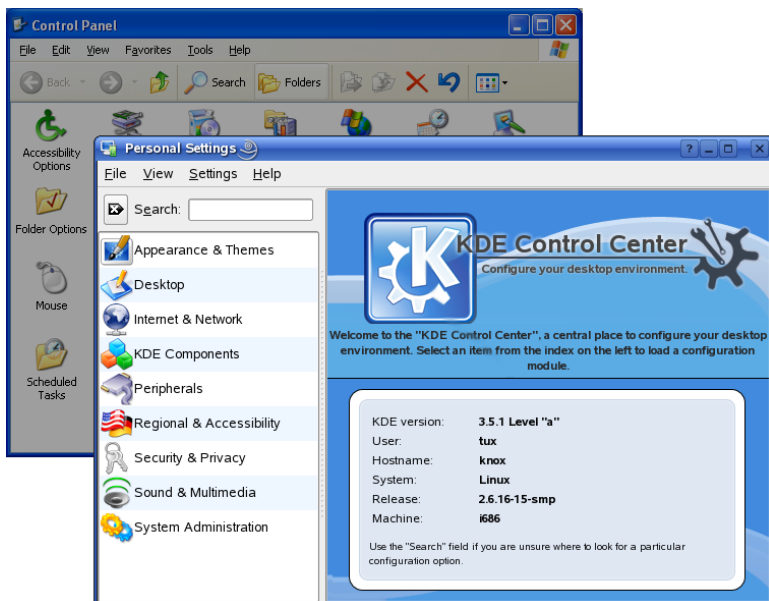 Control Panel
File Edit View Favorites Tools Help
Back Search Folders
Accessibility
Options
Folder Options
Mouse
Scheduled
Tasks
Personal Settings
File View Settings Help
Search:
Appearance & Themes
Desktop
Internet & Network
KDE Components
Peripherals
Regional & Accessibility
Security & Privacy
Sound & Multimedia
System Administration
KDE Control Center
Configure your desktop environment.
Welcome to the "KDE Control Center", a central place to configure your desktop
environment. Select an item from the index on the left to load a configuration
module.
KDE version: 3.5.1 Level "a"
User: tux
Hostname: knox
System: Linux
Release: 2.6.16-15-smp
Machine: i686
Use the "Search" field if you are unsure where to look for a particular
configuration option.